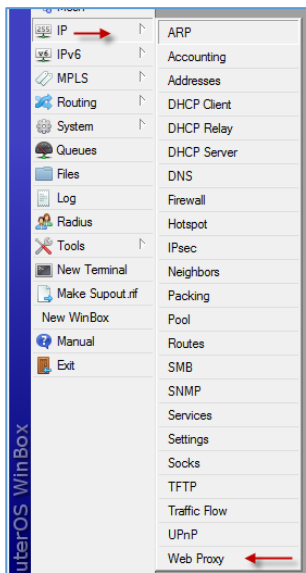 IP
IPv6
MPLS
Routing
System
Queues
Files
Log
Radius
Tools
New Terminal
Make Supout.rif
New WinBox
Manual
Exit
ARP
Accounting
Addresses
DHCP Client
DHCP Relay
DHCP Server
DNS
Firewall
Hotspot
IPsec
Neighbors
Packing
Pool
Routes
SMB
SNMP
Services
Settings
Socks
TFTP
Traffic Flow
UPnP
Web Proxy
uterOS WinBox